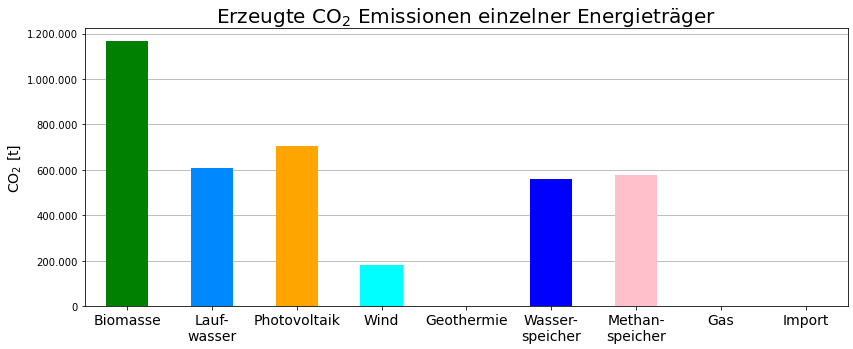 Erzeugte CO₂ Emissionen einzelner Energieträger
CO₂ [t]
1.200.000
1.000.000
800.000
600.000
400.000
200.000
0
Biomasse
Lauf-
wasser
Photovoltaik
Wind
Geothermie
Wasser-
speicher
Methan-
speicher
Gas
Import